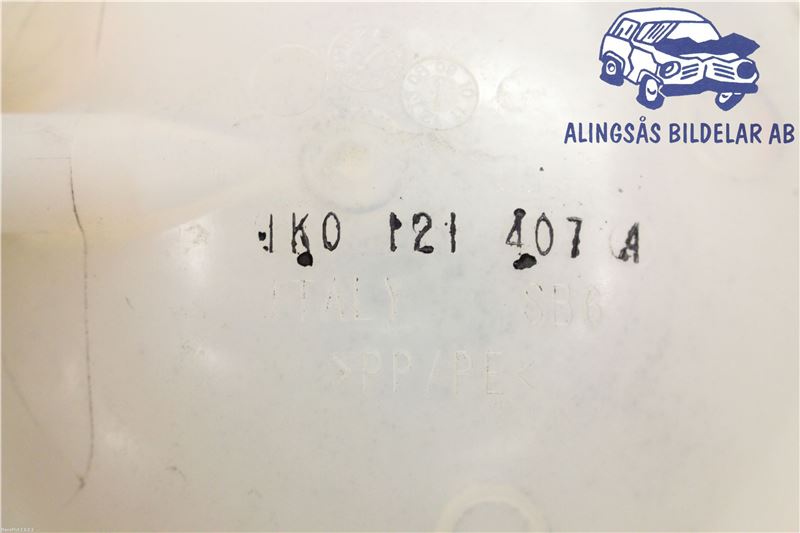 ALINGSÅS BILDELAR AB
1K0 121 407 A
ITALY SB6
>PP/PE<